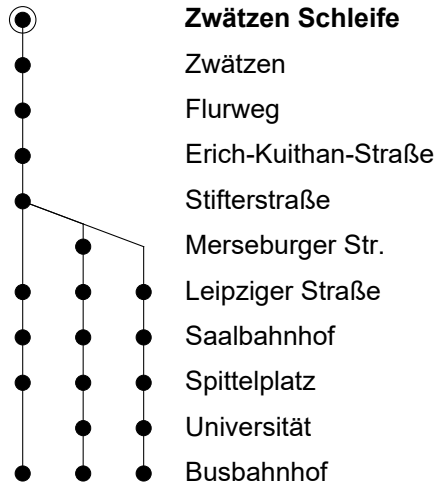 Zwätzen Schleife
Zwätzen
Flurweg
Erich-Kuithan-Straße
Stifterstraße
Merseburger Str.
Leipziger Straße
Saalbahnhof
Spittelplatz
Universität
Busbahnhof